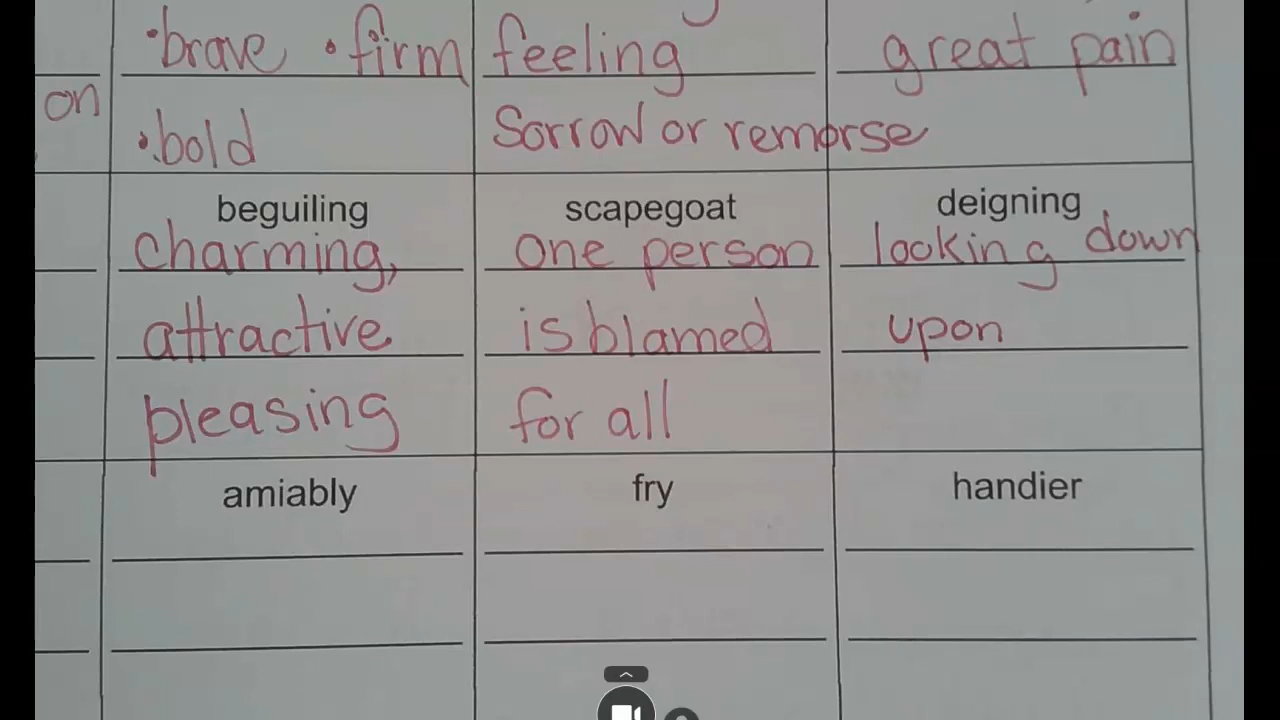 •brave •firm
feeling
great pain
on
•bold
Sorrow or remorse
beguiling
scapegoat
deigning
charming,
one person
looking down
attractive
is blamed
upon
pleasing
for all
amiably
fry
handier